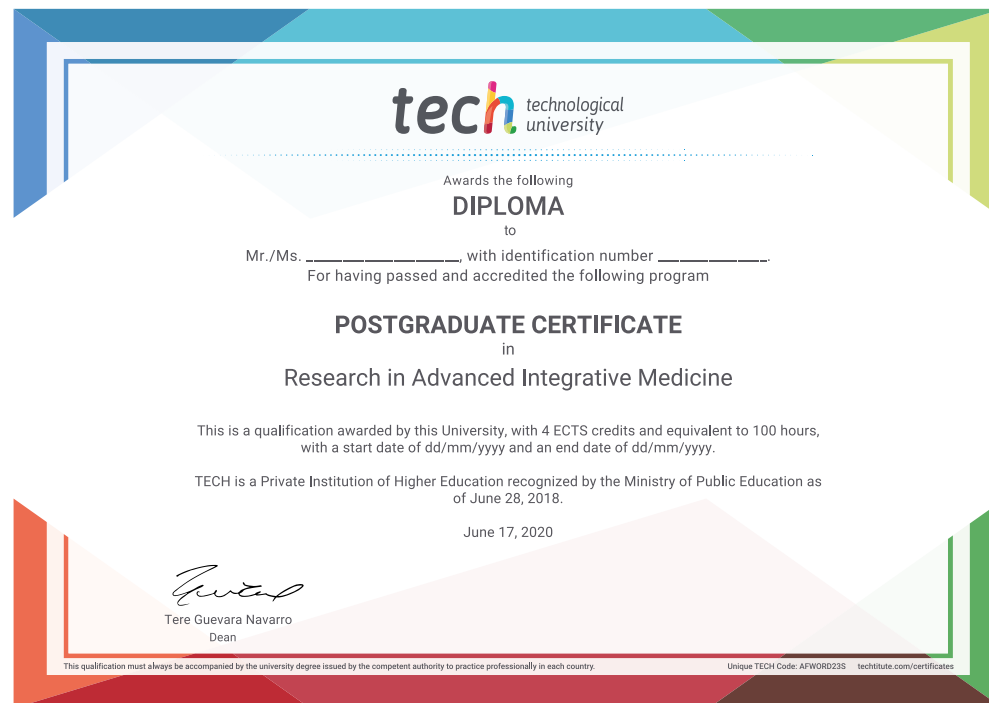 tech technological
university
Awards the following
DIPLOMA
to
Mr./Ms. ____________________, with identification number ______________.
For having passed and accredited the following program
POSTGRADUATE CERTIFICATE
in
Research in Advanced Integrative Medicine
This is a qualification awarded by this University, with 4 ECTS credits and equivalent to 100 hours,
with a start date of dd/mm/yyyy and an end date of dd/mm/yyyy.
TECH is a Private Institution of Higher Education recognized by the Ministry of Public Education as
of June 28, 2018.
June 17, 2020
Tere Guevara Navarro
Dean
This qualification must always be accompanied by the university degree issued by the competent authority to practice professionally in each country.
Unique TECH Code: AFWORD23S techtitute.com/certificates